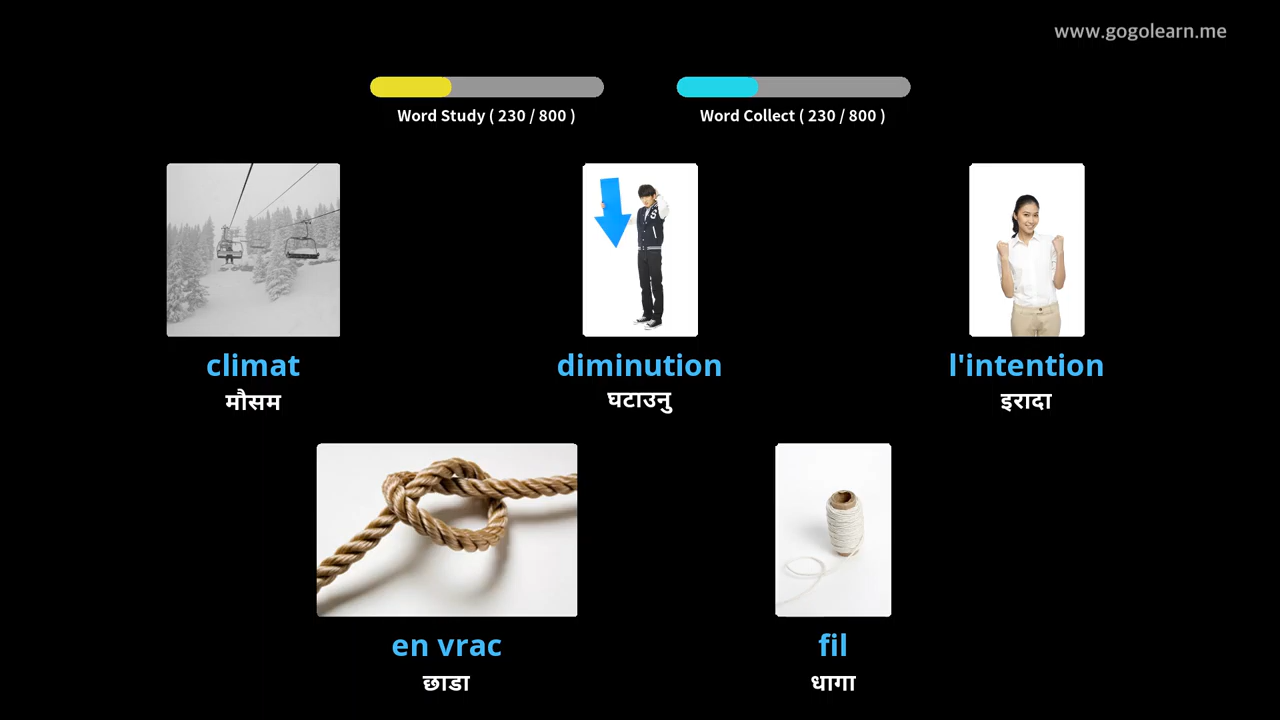 www.gogolearn.me
Word Study ( 230 / 800 )
Word Collect ( 230 / 800 )
climat
मौसम
diminution
घटाउनु
l'intention
इरादा
en vrac
छाडा
fil
धागा